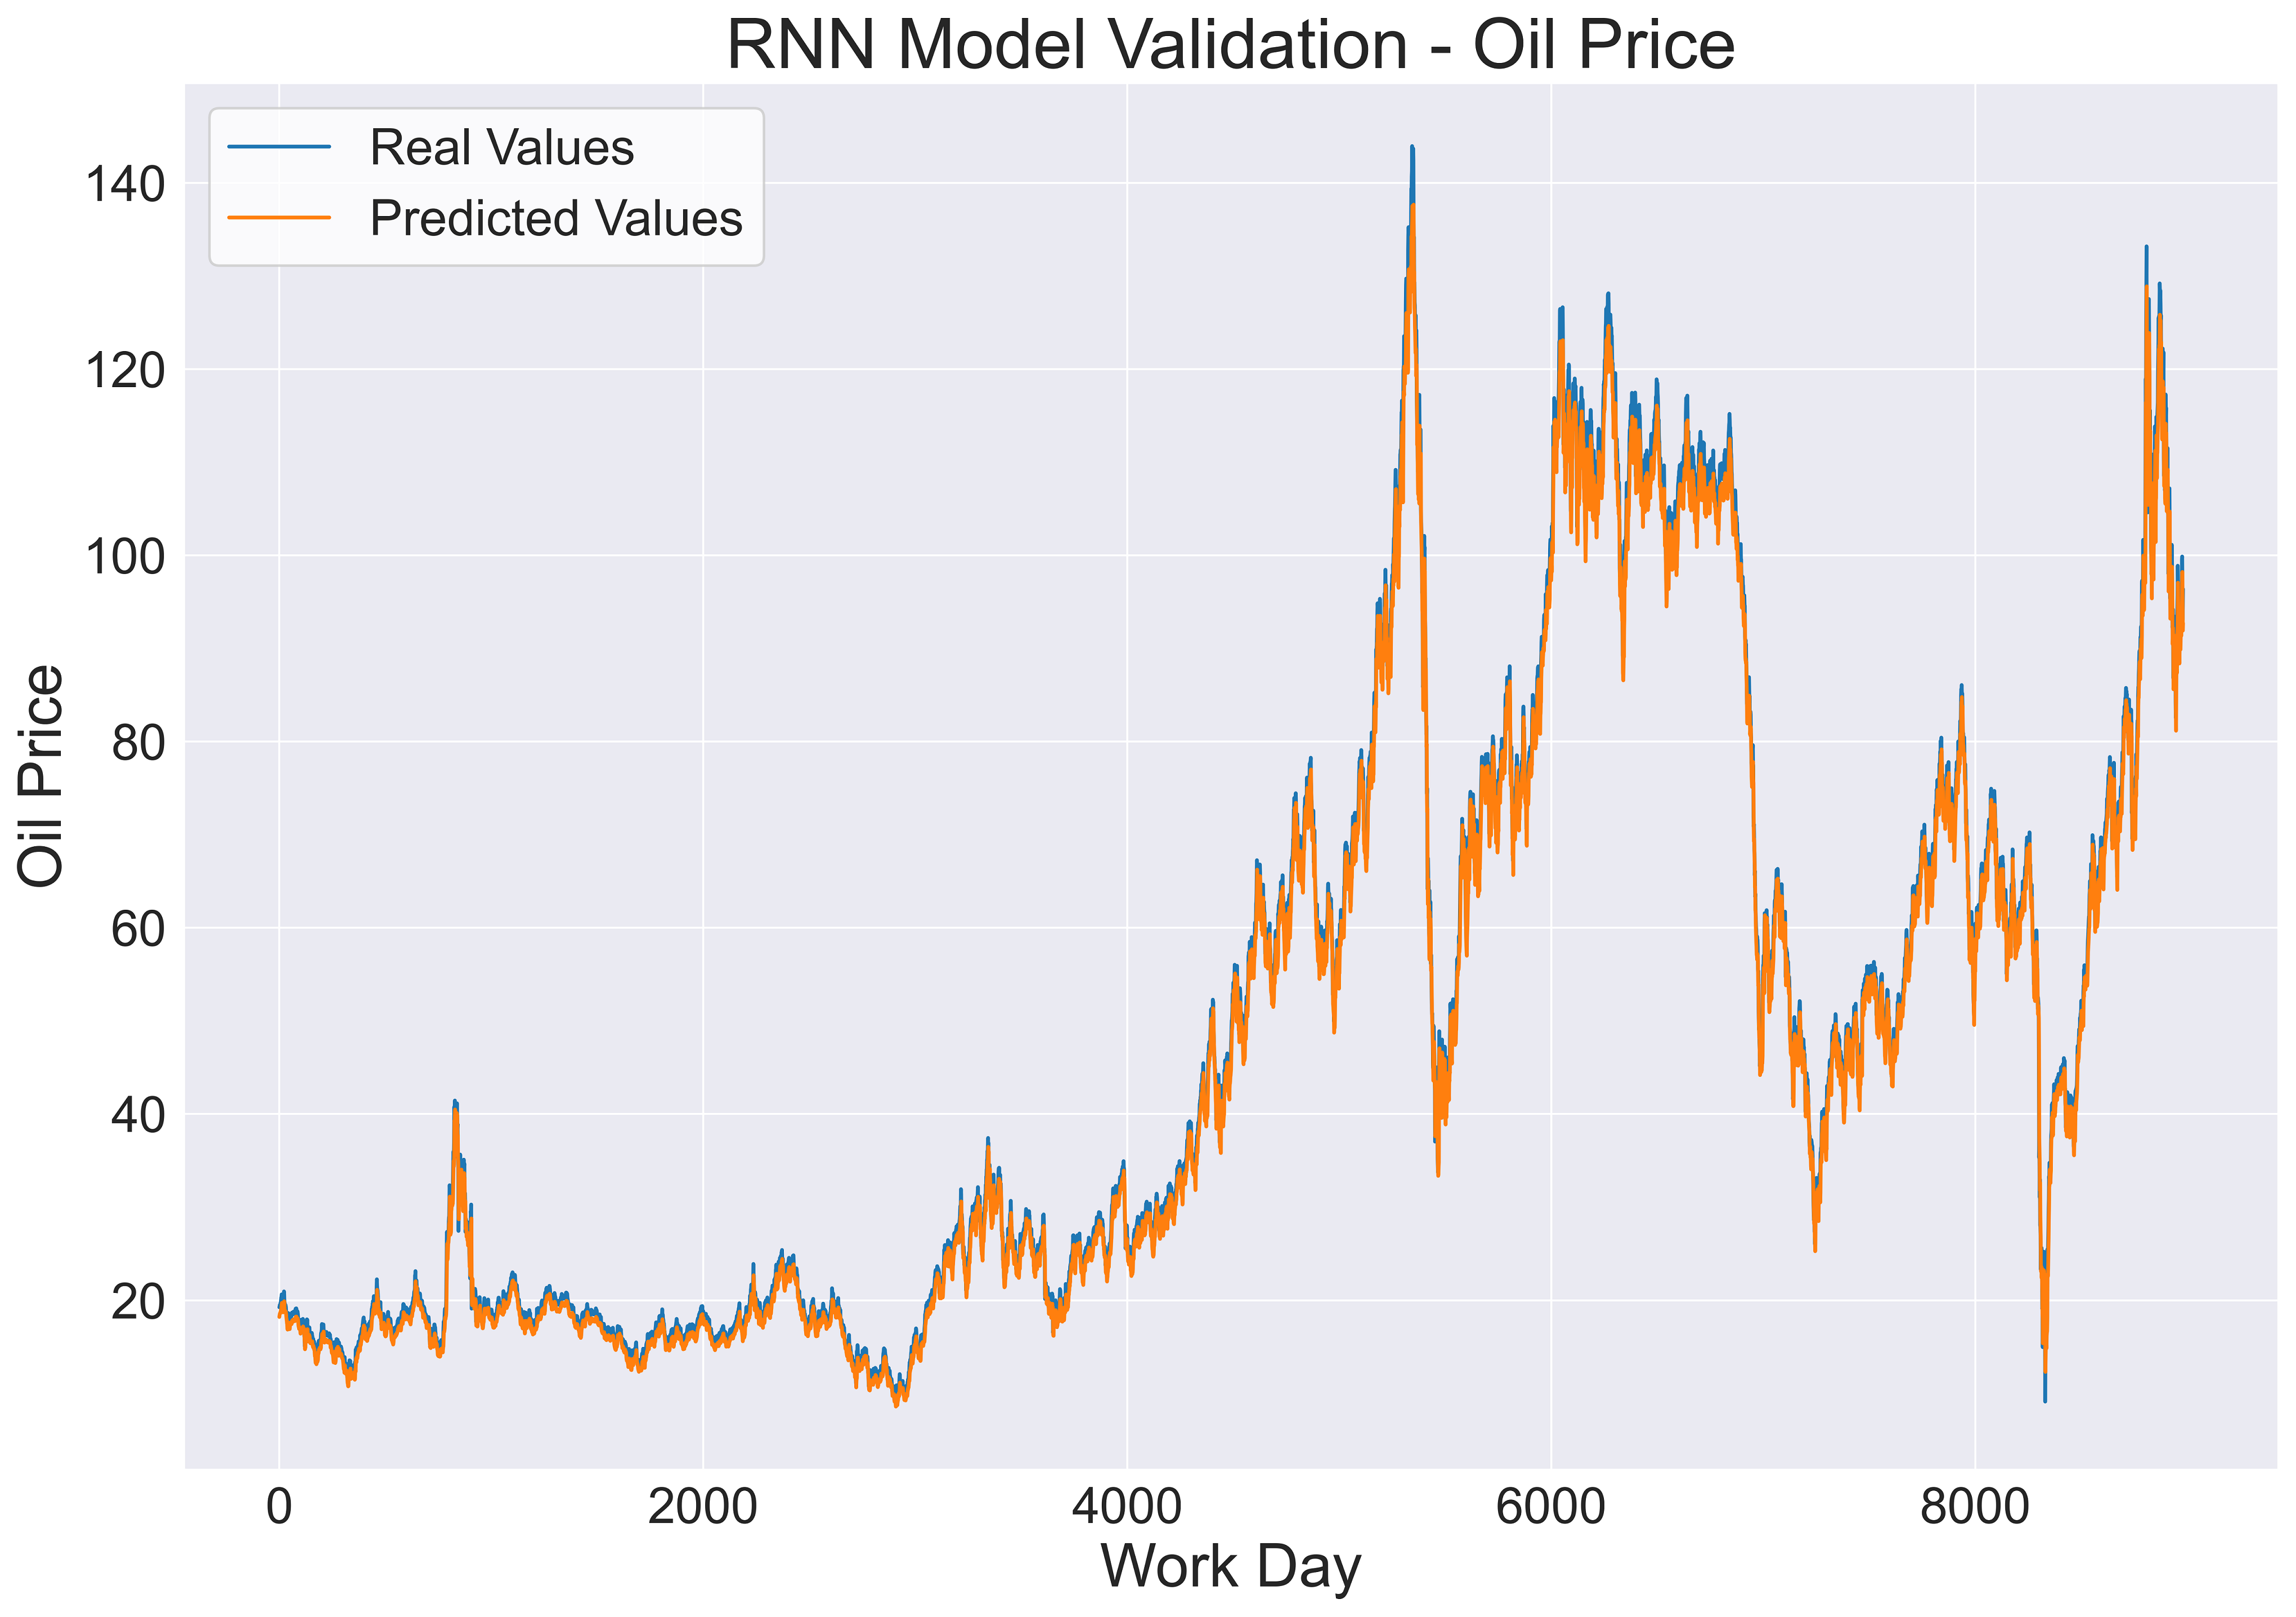 RNN Model Validation - Oil Price
Real Values
Predicted Values
140
120
100
80
60
40
20
Oil Price
0 2000 4000 6000 8000
Work Day